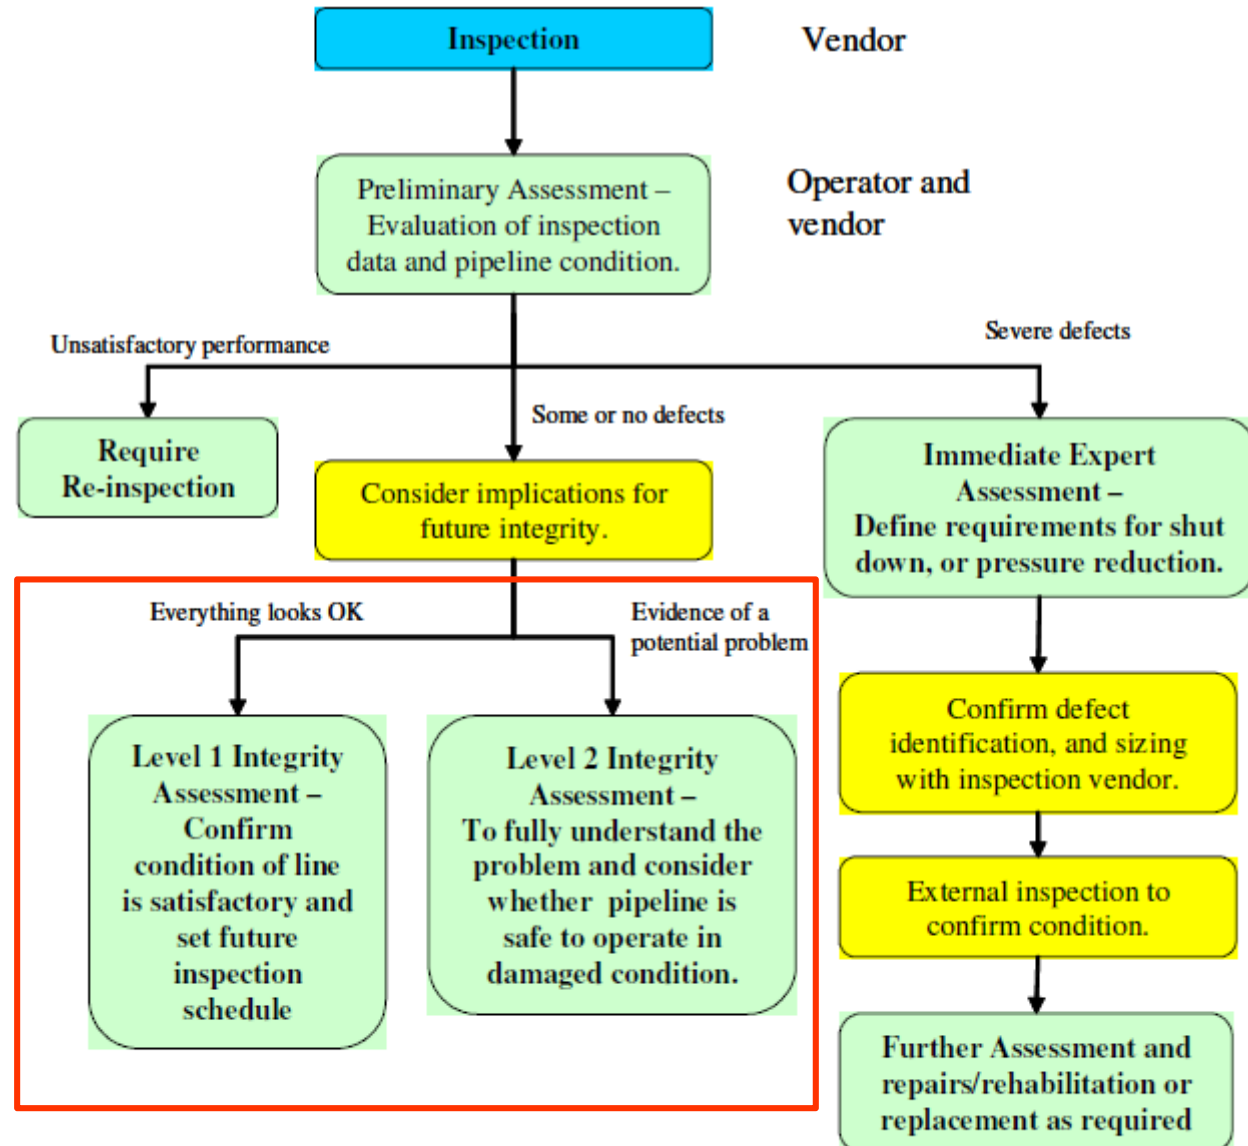 Inspection
Vendor
Preliminary Assessment –
Evaluation of inspection
data and pipeline condition.
Operator and
vendor
Unsatisfactory performance
Severe defects
Some or no defects
Require
Re-inspection
Consider implications for
future integrity.
Immediate Expert
Assessment –
Define requirements for shut
down, or pressure reduction.
Everything looks OK
Evidence of a
potential problem
Level 1 Integrity
Assessment –
Confirm
condition of line
is satisfactory and
set future
inspection
schedule
Level 2 Integrity
Assessment –
To fully understand the
problem and consider
whether pipeline is
safe to operate in
damaged condition.
Confirm defect
identification, and sizing
with inspection vendor.
External inspection to
confirm condition.
Further Assessment and
repairs/rehabilitation or
replacement as required